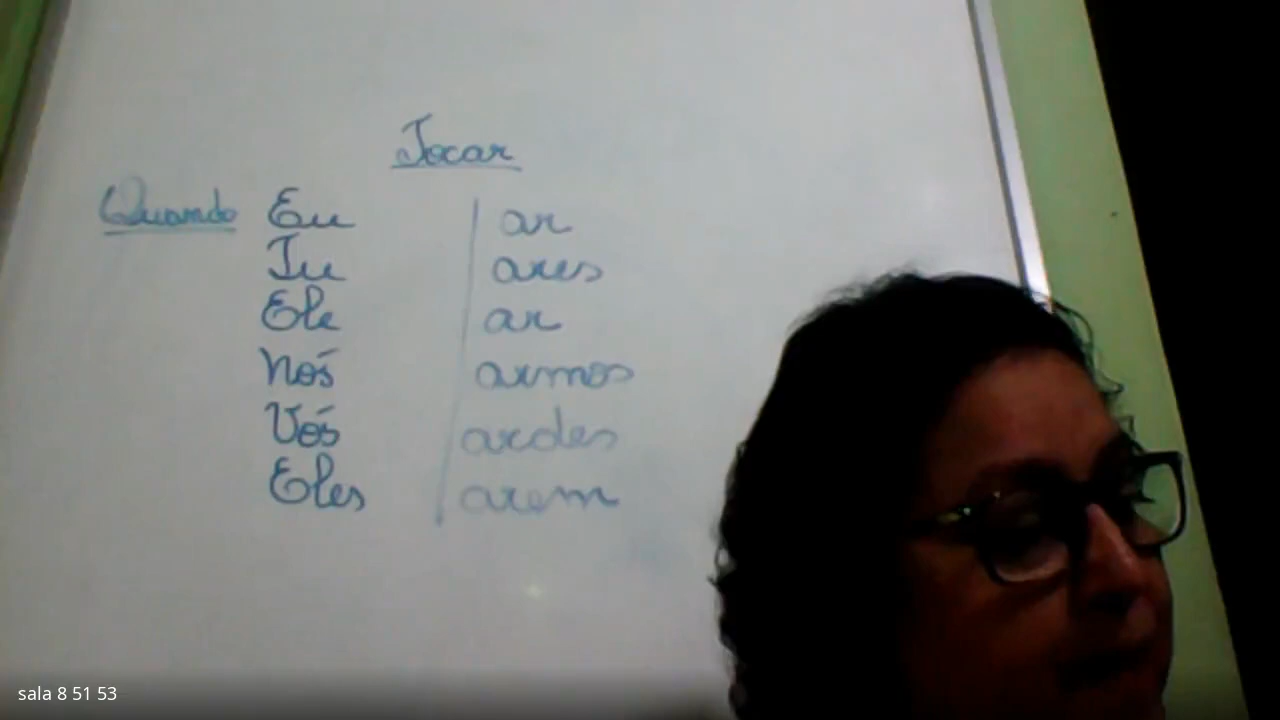 Tocar
Quando Eu | ar
Tu | ares
Ele | ar
Nós | armos
Vós | ardes
Eles | arem
sala 8 51 53